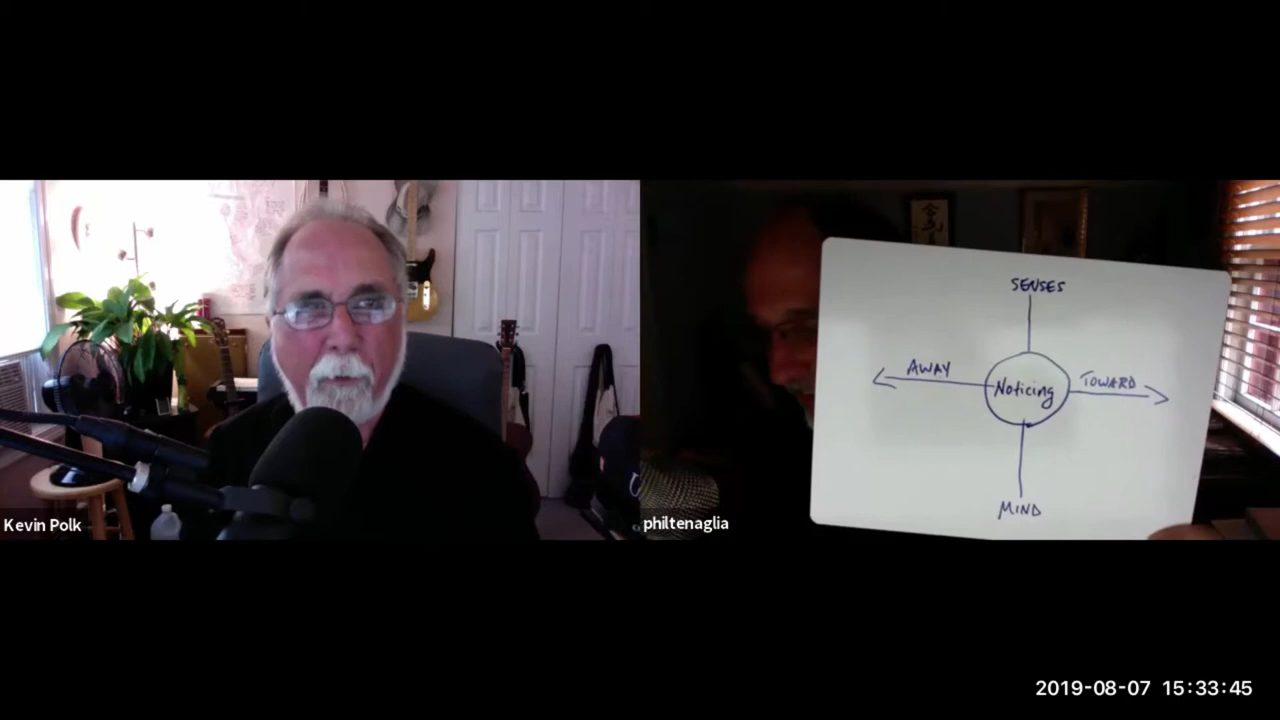 SENSES
AWAY
Noticing
TOWARD
MIND
Kevin Polk
philtenaglia
2019-08-07 15:33:45